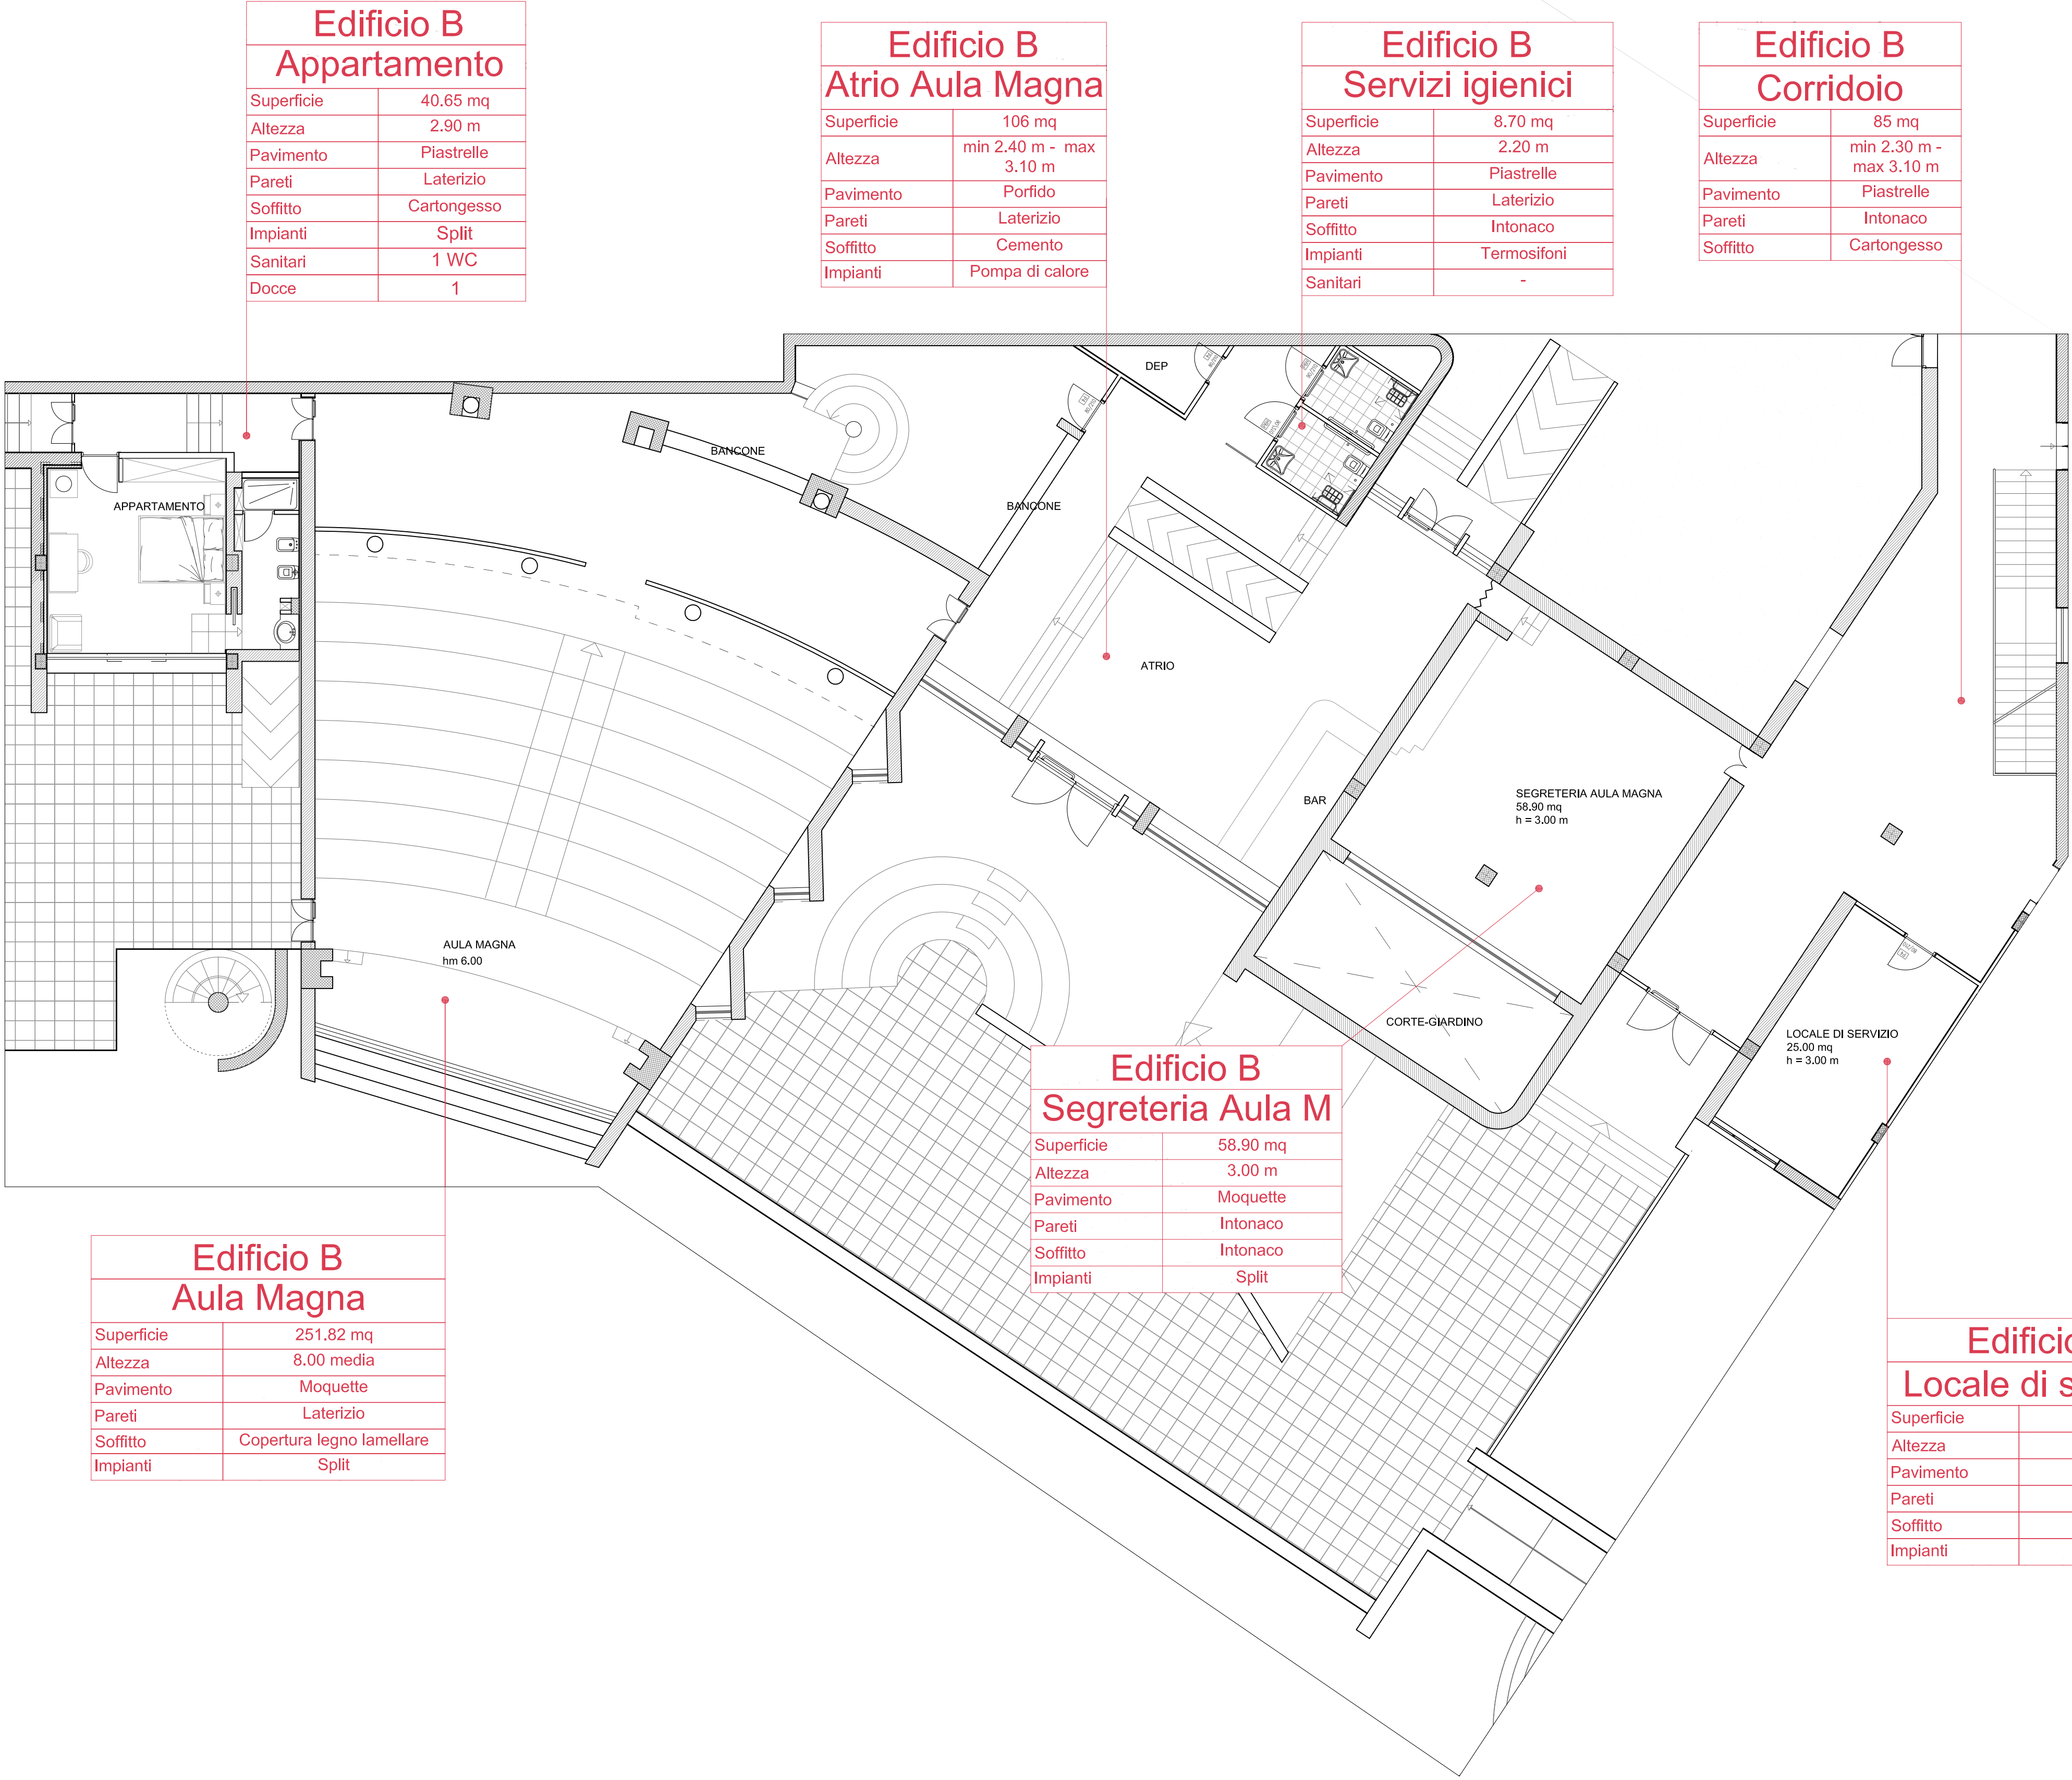 Edificio B
Appartamento
Superficie 40.65 mq
Altezza 2.90 m
Pavimento Piastrelle
Pareti Laterizio
Soffitto Cartongesso
Impianti Split
Sanitari 1 WC
Docce 1
Edificio B
Atrio Aula Magna
Superficie 106 mq
Altezza min 2.40 m - max
3.10 m
Pavimento Porfido
Pareti Laterizio
Soffitto Cemento
Impianti Pompa di calore
Edificio B
Servizi igienici
Superficie 8.70 mq
Altezza 2.20 m
Pavimento Piastrelle
Pareti Laterizio
Soffitto Intonaco
Impianti Termosifoni
Sanitari -
Edificio B
Corridoio
Superficie 85 mq
Altezza min 2.30 m -
max 3.10 m
Pavimento Piastrelle
Pareti Intonaco
Soffitto Cartongesso
DEP
BANCONE
APPARTAMENTO
BANCONE
ATRIO
BAR
SEGRETERIA AULA MAGNA
58.90 mq
h = 3.00 m
AULA MAGNA
hm 6.00
CORTE-GIARDINO
LOCALE DI SERVIZIO
25.00 mq
h = 3.00 m
Edificio B
Segreteria Aula M
Superficie 58.90 mq
Altezza 3.00 m
Pavimento Moquette
Pareti Intonaco
Soffitto Intonaco
Impianti Split
Edificio B
Aula Magna
Superficie 251.82 mq
Altezza 8.00 media
Pavimento Moquette
Pareti Laterizio
Soffitto Copertura legno lamellare
Impianti Split
Edificio
Locale di s
Superficie
Altezza
Pavimento
Pareti
Soffitto
Impianti